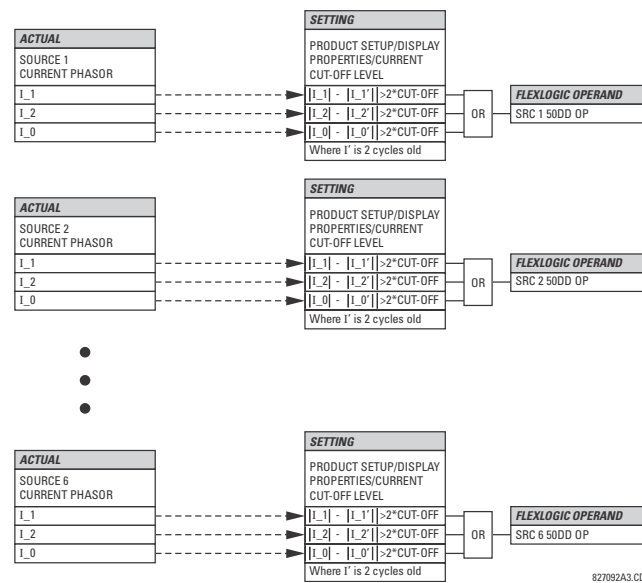 SETTING
ACTUAL
SOURCE 1
CURRENT PHASOR
PRODUCT SETUP/DISPLAY
PROPERTIES/CURRENT
CUT-OFF LEVEL
I_1
||I_1| - |I_1′||>2*CUT-OFF
I_2
||I_2| - |I_2′||>2*CUT-OFF
I_0
||I_0| - |I_0′||>2*CUT-OFF
Where I′ is 2 cycles old
OR
FLEXLOGIC OPERAND
SRC 1 50DD OP
SETTING
ACTUAL
SOURCE 2
CURRENT PHASOR
PRODUCT SETUP/DISPLAY
PROPERTIES/CURRENT
CUT-OFF LEVEL
I_1
||I_1| - |I_1′||>2*CUT-OFF
I_2
||I_2| - |I_2′||>2*CUT-OFF
I_0
||I_0| - |I_0′||>2*CUT-OFF
Where I′ is 2 cycles old
OR
FLEXLOGIC OPERAND
SRC 2 50DD OP
SETTING
ACTUAL
SOURCE 6
CURRENT PHASOR
PRODUCT SETUP/DISPLAY
PROPERTIES/CURRENT
CUT-OFF LEVEL
I_1
||I_1| - |I_1′||>2*CUT-OFF
I_2
||I_2| - |I_2′||>2*CUT-OFF
I_0
||I_0| - |I_0′||>2*CUT-OFF
Where I′ is 2 cycles old
OR
FLEXLOGIC OPERAND
SRC 6 50DD OP